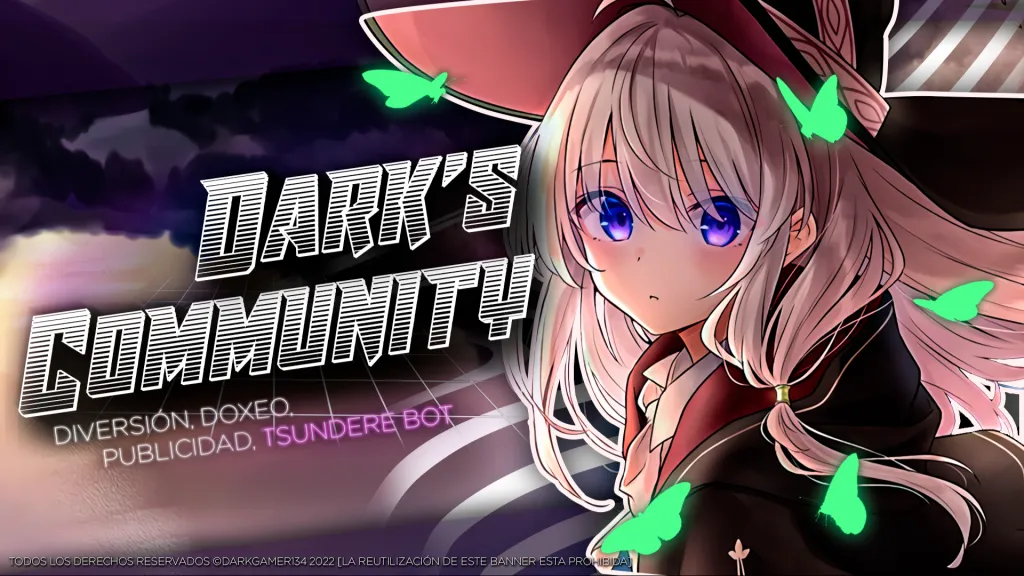 DARK'S
COMMUNITY
DIVERSIÓN, DOXEO,
PUBLICIDAD, TSUNDERE BOT
TODOS LOS DERECHOS RESERVADOS ©DARKGAMER134 2022 [LA REUTILIZACIÓN DE ESTE BANNER ESTA PROHIBIDA]